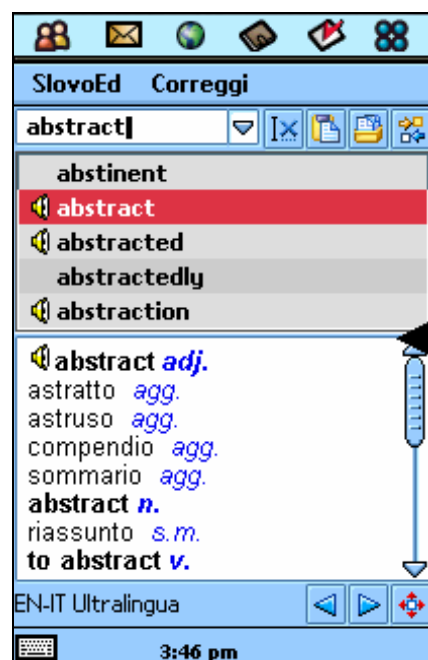 SlovoEd Correggi
abstract
abstinent
abstract
abstracted
abstractedly
abstraction
abstract adj.
astratto agg.
astruso agg.
compendio agg.
sommario agg.
abstract n.
riassunto s.m.
to abstract v.
EN-IT Ultralingua
3:46 pm